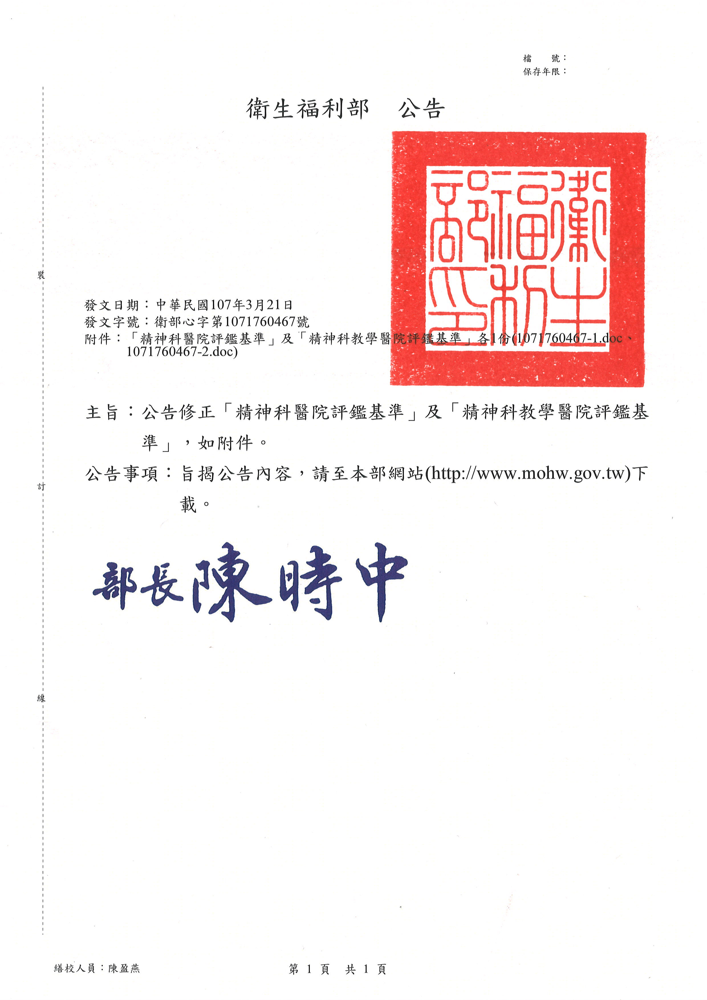 檔　　號：
保存年限：
衛生福利部　公告
衛生福利部印
發文日期：中華民國107年3月21日
發文字號：衛部心字第1071760467號
附件：「精神科醫院評鑑基準」及「精神科教學醫院評鑑基準」各1份(1071760467-1.doc、
1071760467-2.doc)
主旨：公告修正「精神科醫院評鑑基準」及「精神科教學醫院評鑑基
準」，如附件。
公告事項：旨揭公告內容，請至本部網站(http://www.mohw.gov.tw)下
載。
部長陳時中
裝
訂
線
繕校人員：陳盈燕
第 1 頁　共 1 頁